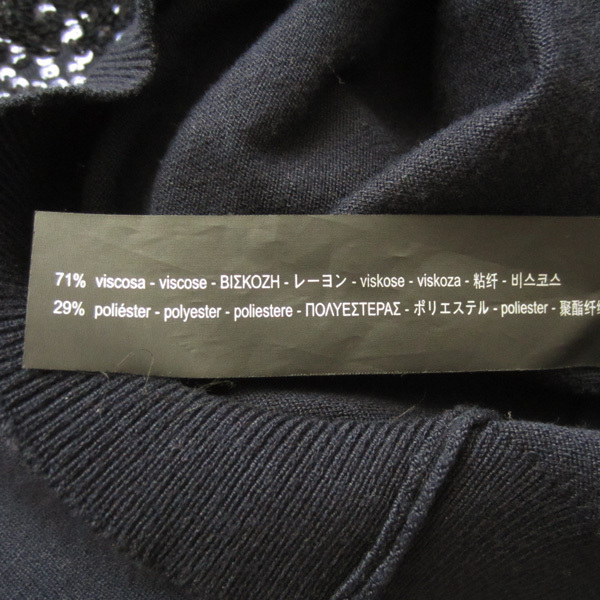 71% viscosa - viscose - ΒΙΣΚΟΖΗ - レーヨン - viskose - viskoza - 粘纤 - 비스코스
29% poliéster - polyester - poliestere - ΠΟΛΥΕΣΤΕΡΑΣ - ポリエステル - poliester - 聚酯纤